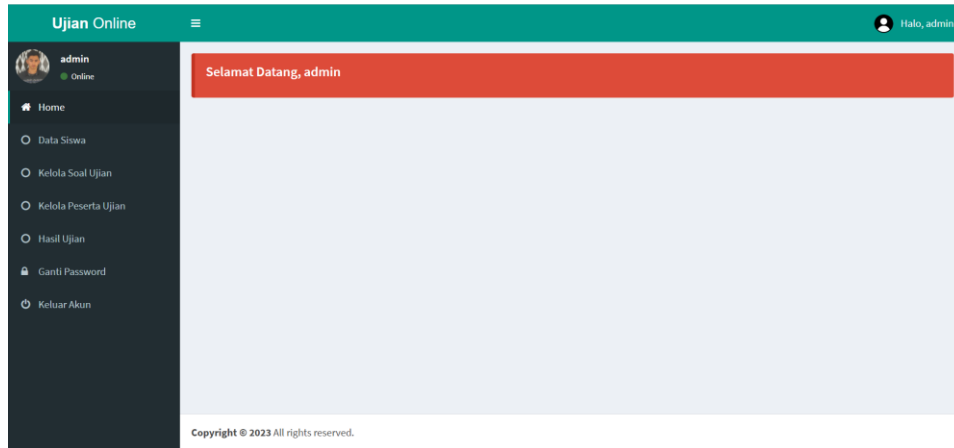 Ujian Online
Halo, admin
admin
Online
Selamat Datang, admin
Home
Data Siswa
Kelola Soal Ujian
Kelola Peserta Ujian
Hasil Ujian
Ganti Password
Keluar Akun
Copyright © 2023 All rights reserved.